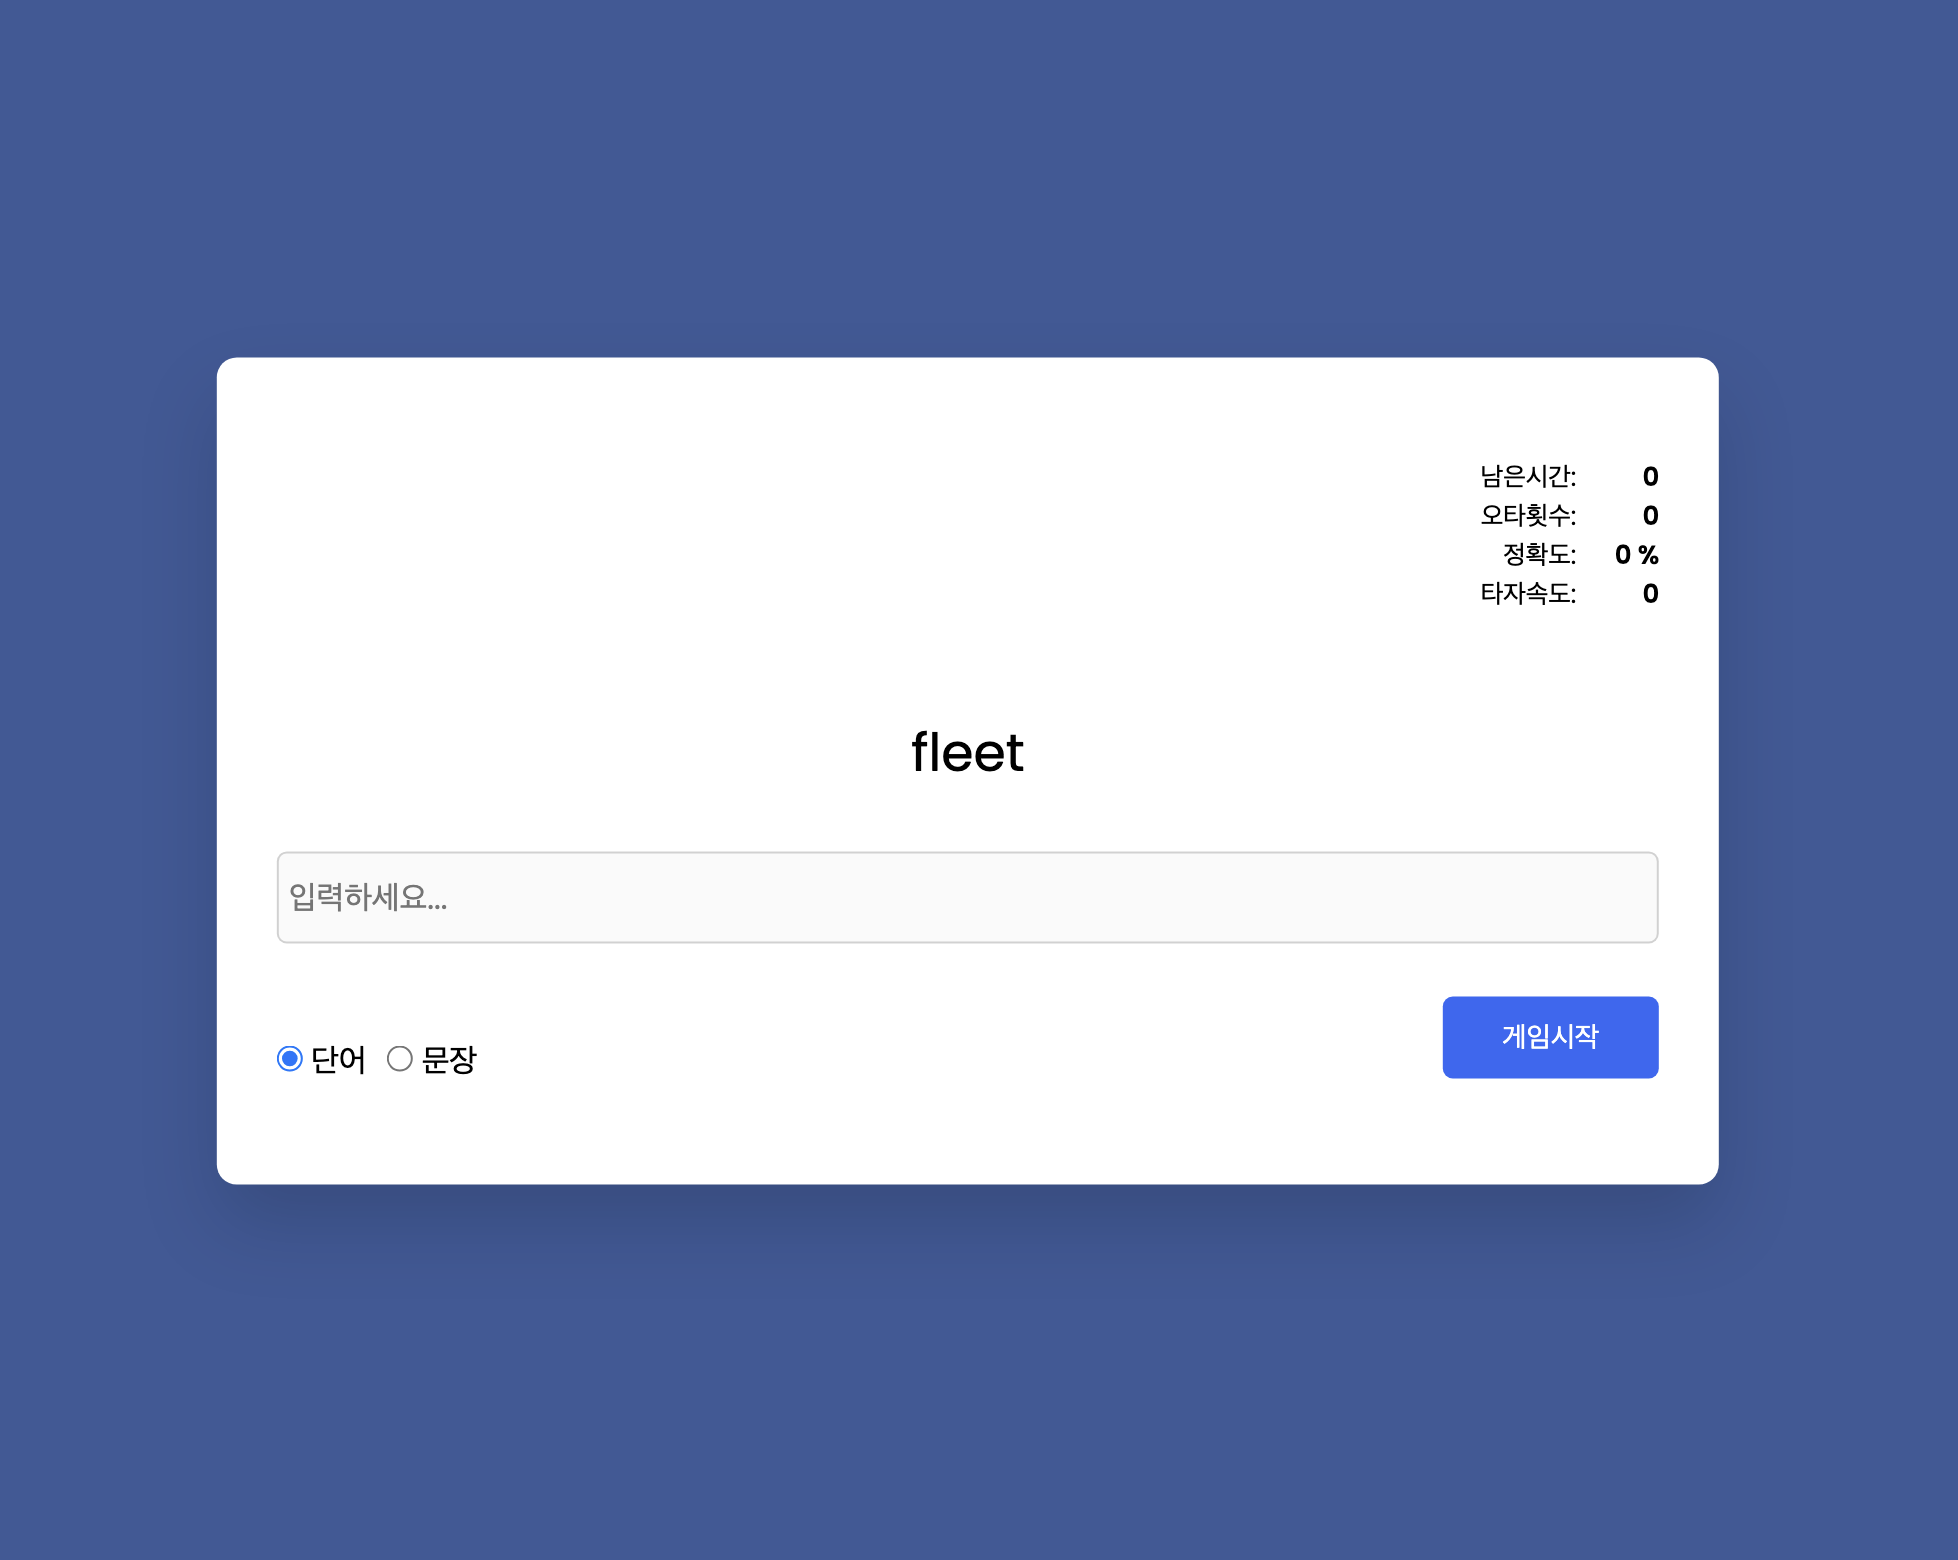 남은시간: 0
오타횟수: 0
정확도: 0 %
타자속도: 0
fleet
입력하세요...
단어 문장
게임시작